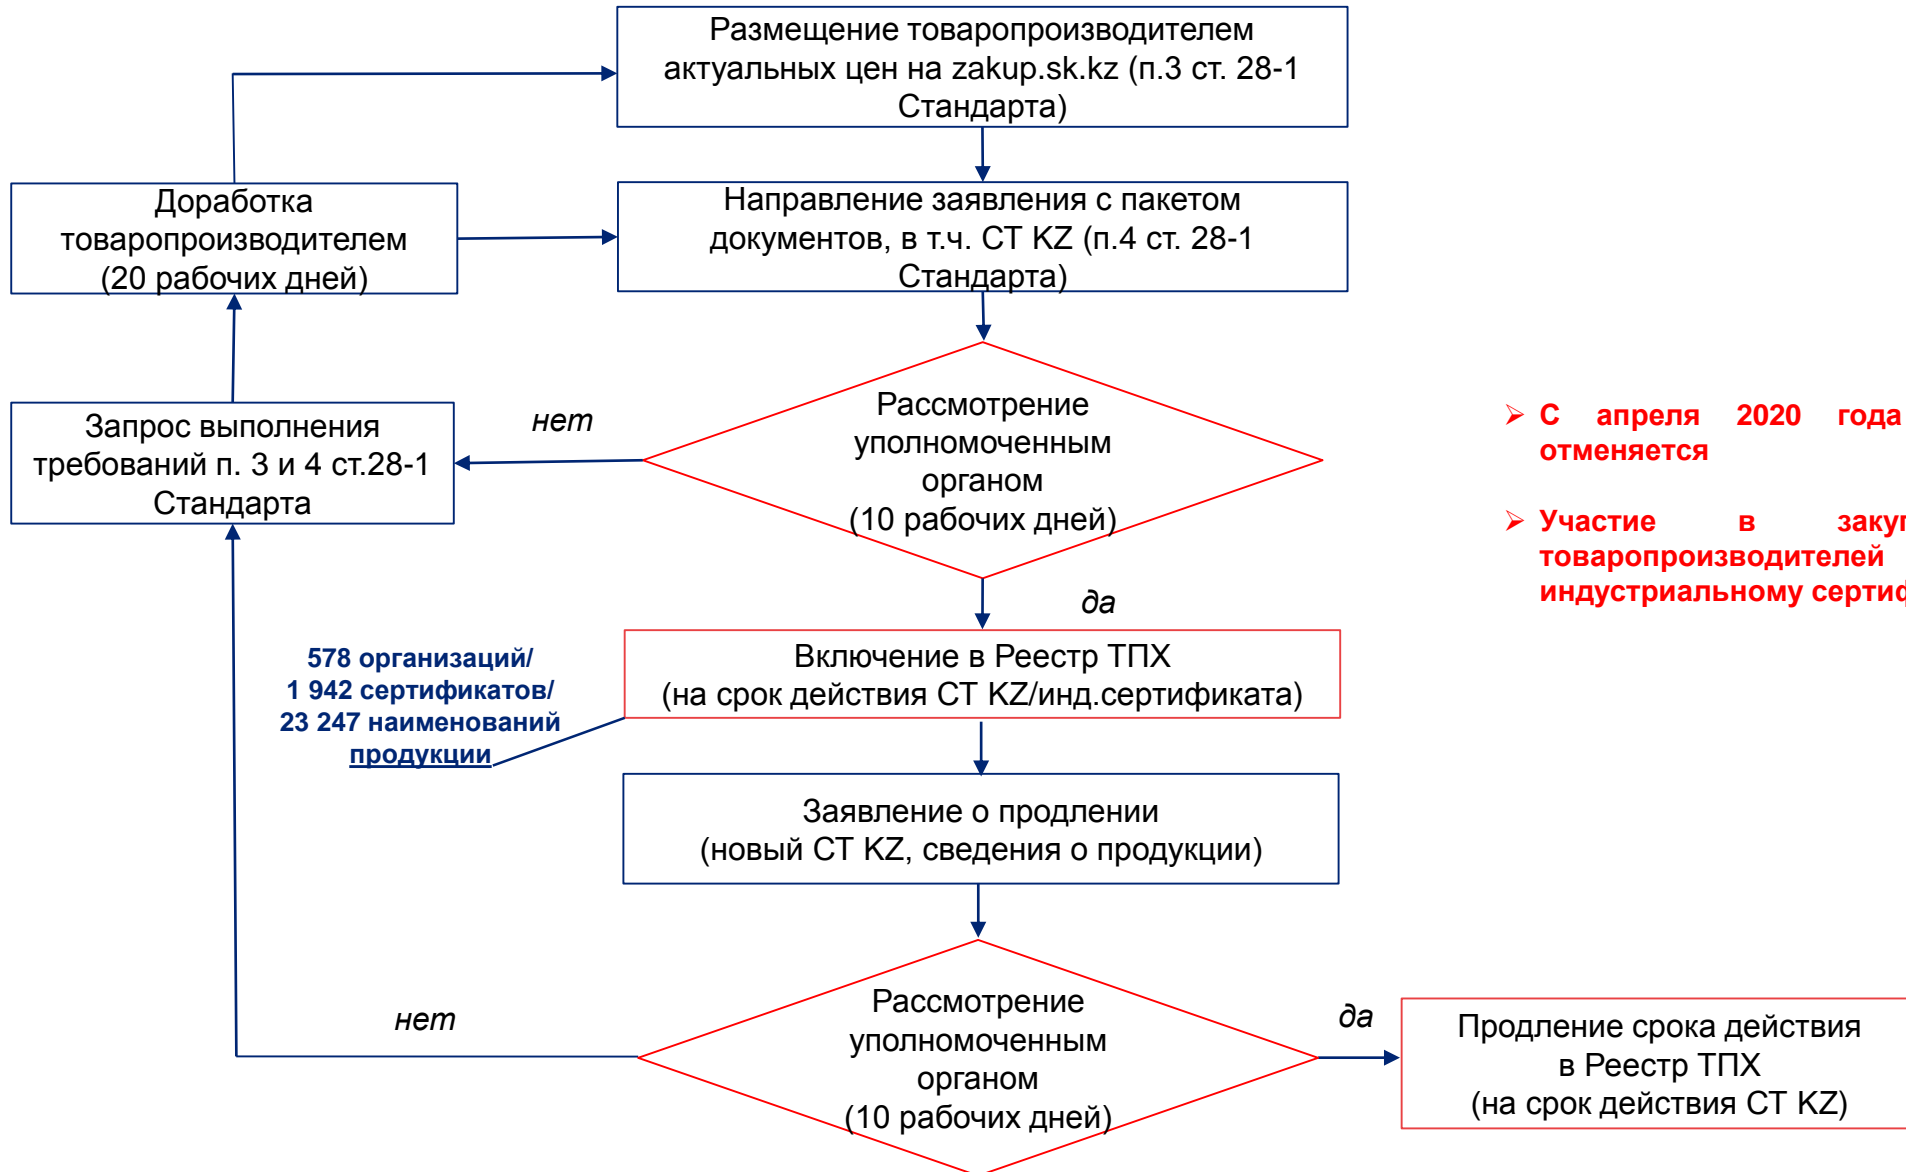 Размещение товаропроизводителем
актуальных цен на zakup.sk.kz (п.3 ст. 28-1
Стандарта)
Доработка
товаропроизводителем
(20 рабочих дней)
Направление заявления с пакетом
документов, в т.ч. СТ KZ (п.4 ст. 28-1
Стандарта)
Запрос выполнения
требований п. 3 и 4 ст.28-1
Стандарта
нет
Рассмотрение
уполномоченным
органом
(10 рабочих дней)
да
С апреля 2020 года
отменяется
Участие в
товаропроизводителей
индустриальному
578 организаций/
1 942 сертификатов/
23 247 наименований
продукции
Включение в Реестр ТПХ
(на срок действия СТ KZ/инд.сертификата)
Заявление о продлении
(новый СТ KZ, сведения о продукции)
нет
Рассмотрение
уполномоченным
органом
(10 рабочих дней)
да
Продление срока действия
в Реестр ТПХ
(на срок действия СТ KZ)